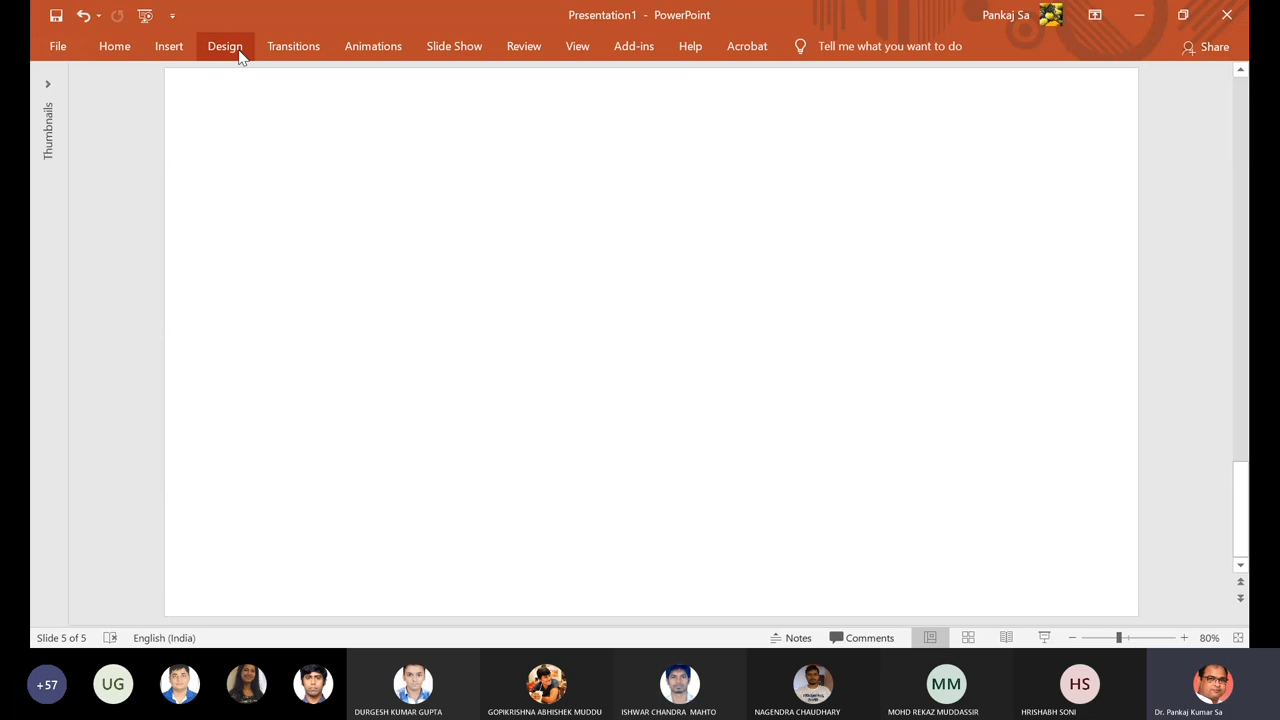 Presentation1 - PowerPoint
Pankaj Sa
File Home Insert Design Transitions Animations Slide Show Review View Add-ins Help Acrobat Tell me what you want to do Share
Thumbnails
Slide 5 of 5 English (India) Notes Comments 80%
+57 UG MM HS
DURGESH KUMAR GUPTA GOPIKRISHNA ABHISHEK MUDDU ISHWAR CHANDRA MAHTO NAGENDRA CHAUDHARY MOHD REKAZ MUDDASSIR HRISHABH SONI Dr. Pankaj Kumar Sa